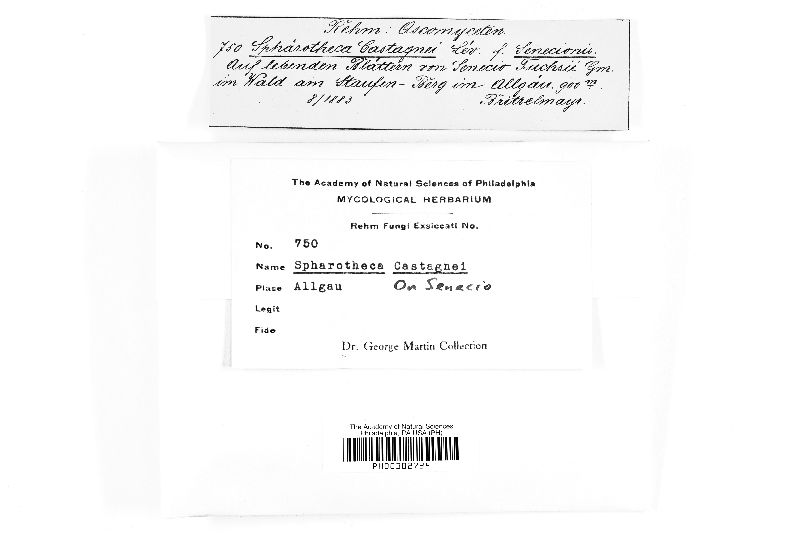 Rehm: Ascomyceten.
750 Sphärotheca Castagnei Lév. f. Senecionis.
Auf lebenden Blättern von Senecio Fuchsii Gm.
im Wald am Staufen-Berg im Allgäu. 900 m.
8/1883 Britzelmayr.
The Academy of Natural Sciences of Philadelphia
MYCOLOGICAL HERBARIUM
Rehm Fungi Exsiccati No.
No. 750
Name Spharotheca Castagnei
Place Allgau On Senecio
Legit
Fide
Dr. George Martin Collection
The Academy of Natural Sciences
Philadelphia, PA USA (PH)